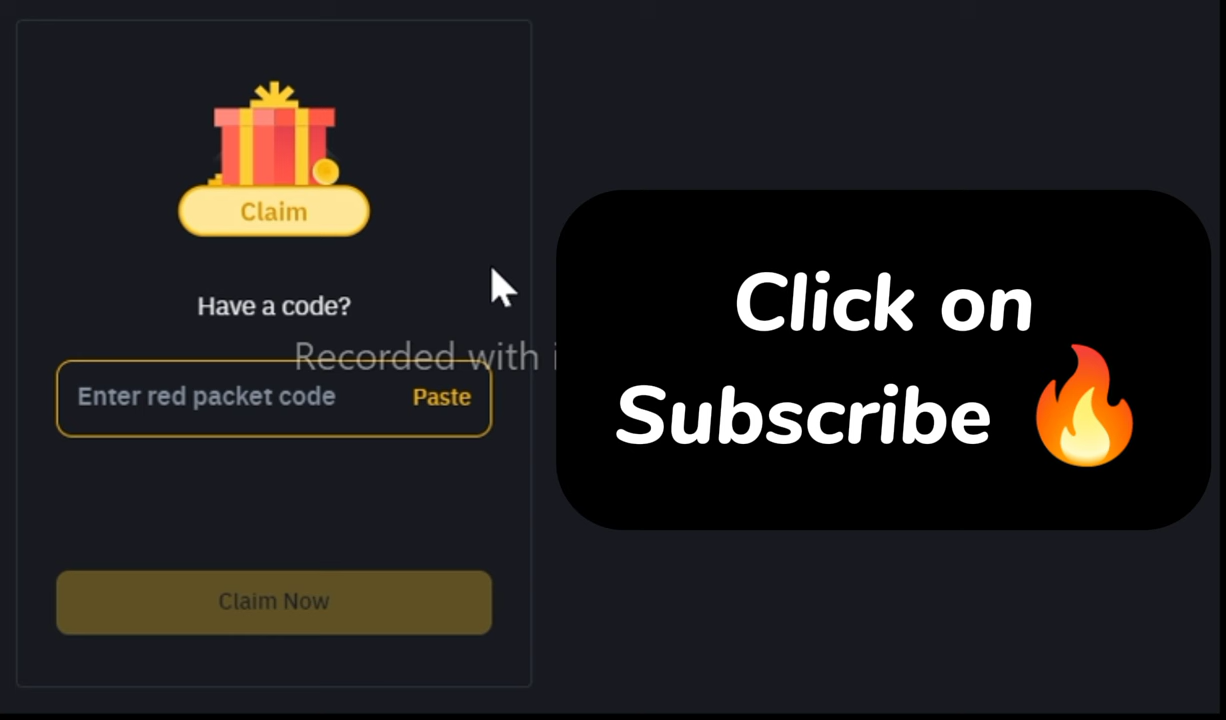 Claim
Have a code?
Recorded with
Enter red packet code
Paste
Claim Now
Click on
Subscribe 🔥